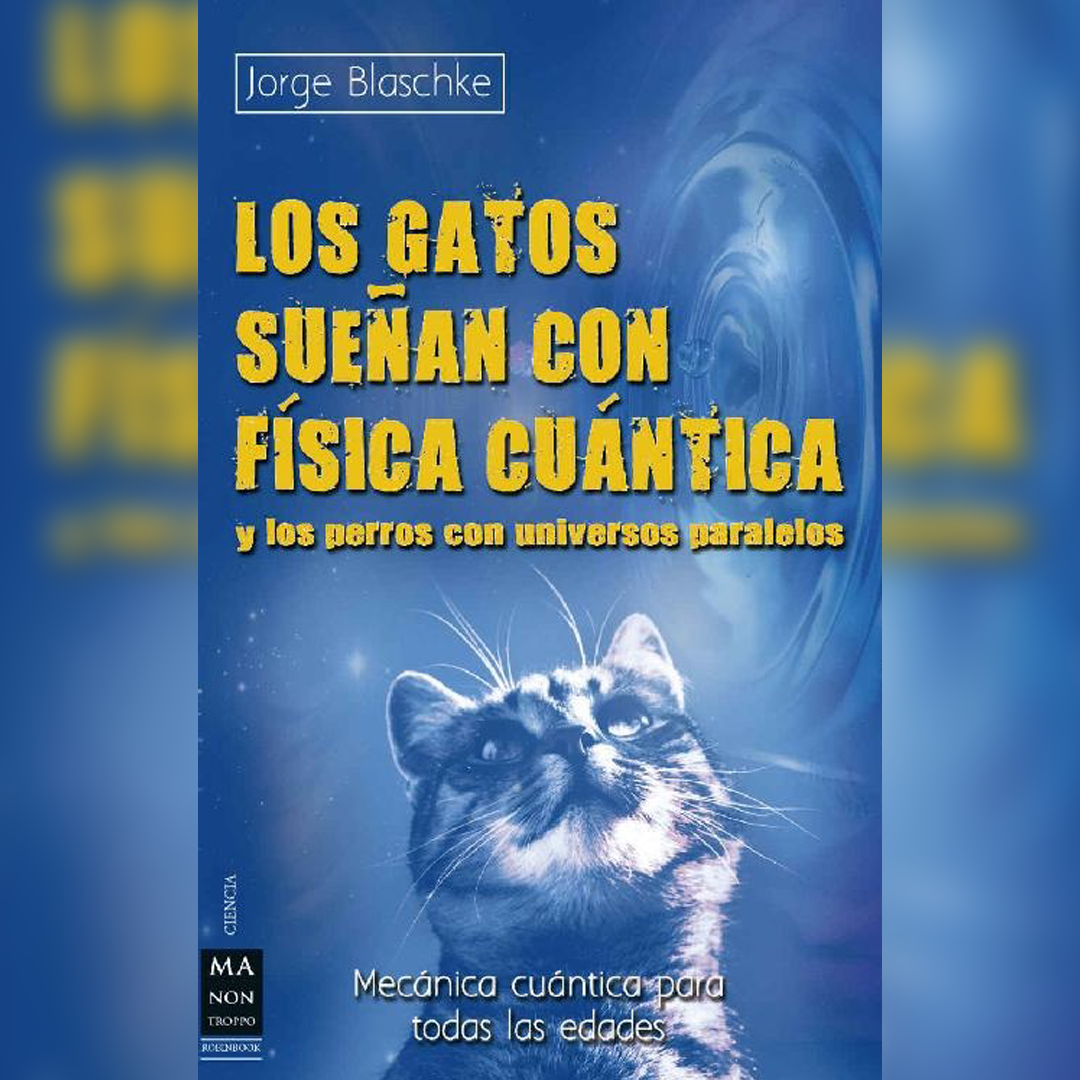 Jorge Blaschke
LOS GATOS
SUEÑAN CON
FÍSICA CUÁNTICA
y los perros con universos paralelos
CIENCIA
MA
NON
TROPPO
ROBINBOOK
Mecánica cuántica para
todas las edades